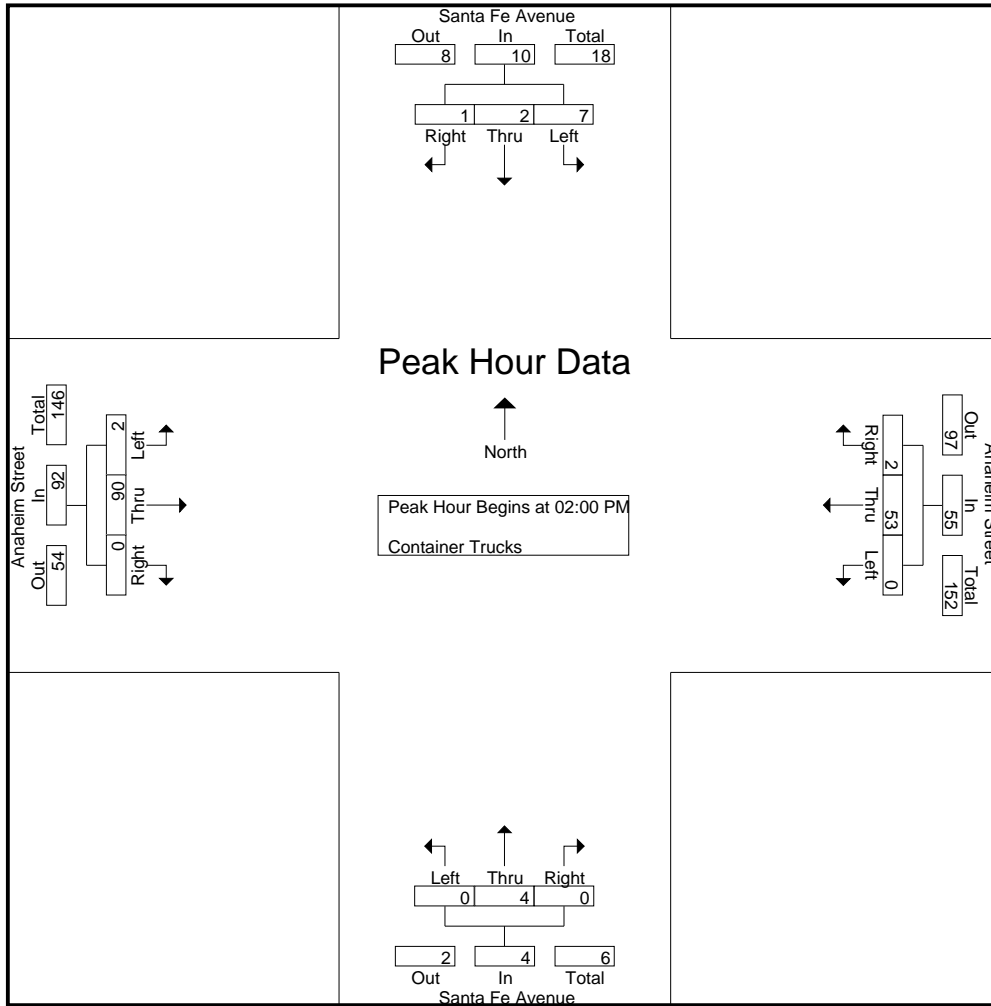 Santa Fe Avenue
Out In Total
8 10 18
1 2 7
Right Thru Left
Peak Hour Data
North
Peak Hour Begins at 02:00 PM
Container Trucks
Anaheim Street
Out In Total
54 92 146
0 90 2
Right Thru Left
Anaheim Street
Out In Total
97 55 152
2 53 0
Right Thru Left
Left Thru Right
0 4 0
2 4 6
Out In Total
Santa Fe Avenue